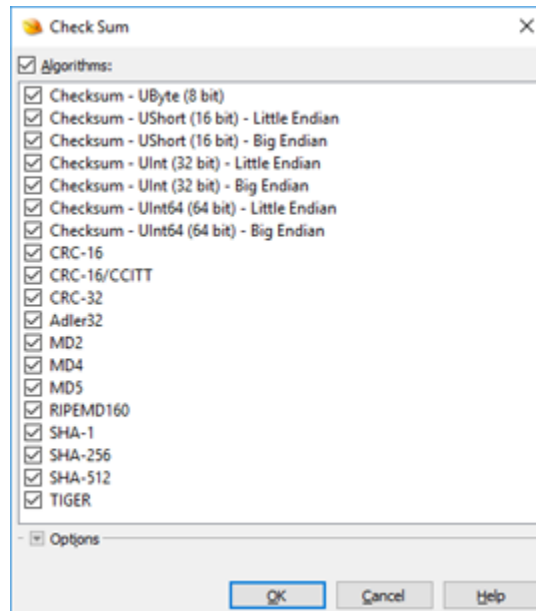 Check Sum
Algorithms:
Checksum - UByte (8 bit)
Checksum - UShort (16 bit) - Little Endian
Checksum - UShort (16 bit) - Big Endian
Checksum - UInt (32 bit) - Little Endian
Checksum - UInt (32 bit) - Big Endian
Checksum - UInt64 (64 bit) - Little Endian
Checksum - UInt64 (64 bit) - Big Endian
CRC-16
CRC-16/CCITT
CRC-32
Adler32
MD2
MD4
MD5
RIPEMD160
SHA-1
SHA-256
SHA-512
TIGER
Options
OK Cancel Help